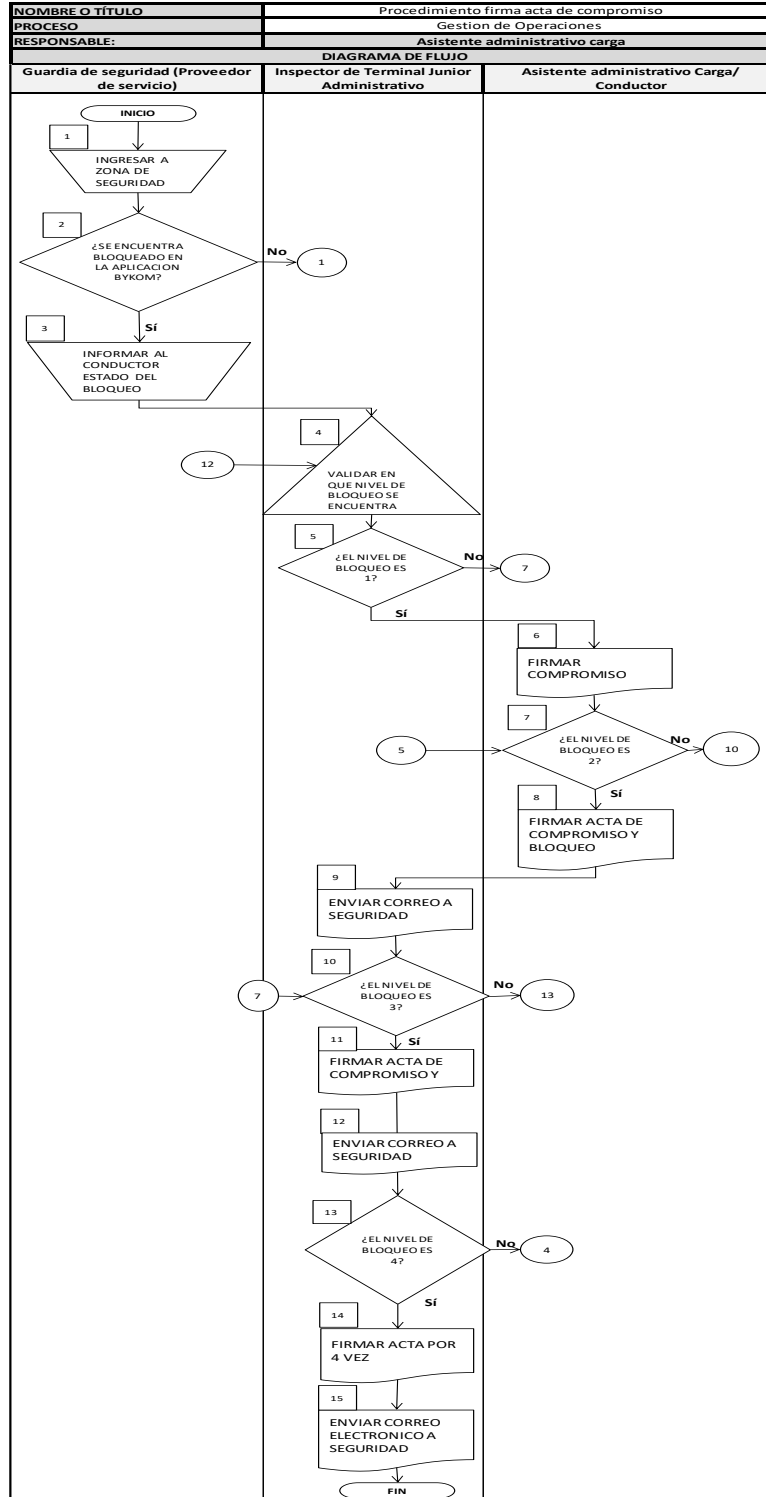 NOMBRE O TÍTULO Procedimiento firma acta de compromiso
PROCESO Gestion de Operaciones
RESPONSABLE: Asistente administrativo carga
DIAGRAMA DE FLUJO
Guardia de seguridad (Proveedor
de servicio)
Inspector de Terminal Junior
Administrativo
Asistente administrativo Carga/
Conductor
INICIO
1
INGRESAR A
ZONA DE
SEGURIDAD
2
¿SE ENCUENTRA
BLOQUEADO EN
LA APLICACION
BYKOM?
No
1
Sí
3
INFORMAR AL
CONDUCTOR
ESTADO DEL
BLOQUEO
4
12
VALIDAR EN
QUE NIVEL DE
BLOQUEO SE
ENCUENTRA
5
¿EL NIVEL DE
BLOQUEO ES
1?
No
7
Sí
6
FIRMAR
COMPROMISO
7
5
¿EL NIVEL DE
BLOQUEO ES
2?
No
10
Sí
8
FIRMAR ACTA DE
COMPROMISO Y
BLOQUEO
9
ENVIAR CORREO A
SEGURIDAD
10
7
¿EL NIVEL DE
BLOQUEO ES
3?
No
13
Sí
11
FIRMAR ACTA DE
COMPROMISO Y
12
ENVIAR CORREO A
SEGURIDAD
13
¿EL NIVEL DE
BLOQUEO ES
4?
No
4
Sí
14
FIRMAR ACTA POR
4 VEZ
15
ENVIAR CORREO
ELECTRONICO A
SEGURIDAD
FIN